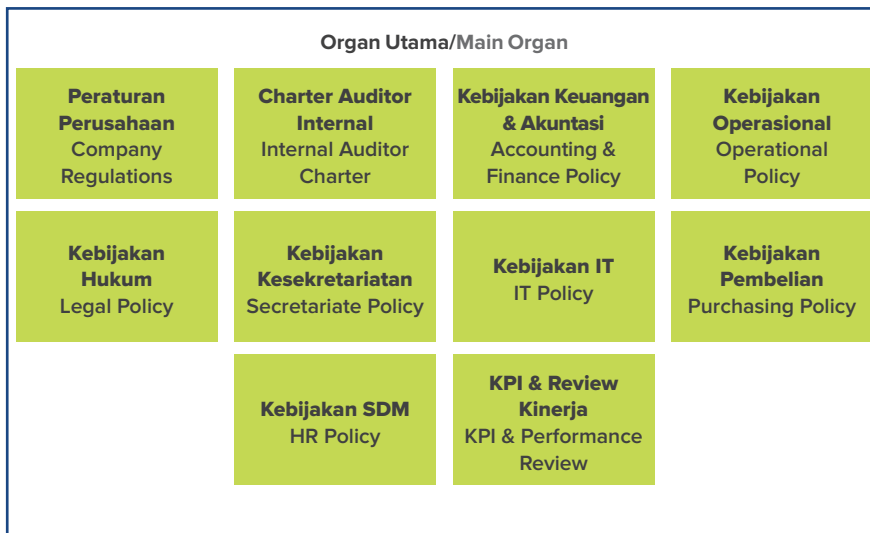 Organ Utama/Main Organ
Peraturan
Perusahaan
Company
Regulations
Charter Auditor
Internal
Internal Auditor
Charter
Kebijakan Keuangan
& Akuntasi
Accounting &
Finance Policy
Kebijakan
Operasional
Operational
Policy
Kebijakan
Hukum
Legal Policy
Kebijakan
Kesekretariatan
Secretariate Policy
Kebijakan IT
IT Policy
Kebijakan
Pembelian
Purchasing Policy
Kebijakan SDM
HR Policy
KPI & Review
Kinerja
KPI & Performance
Review